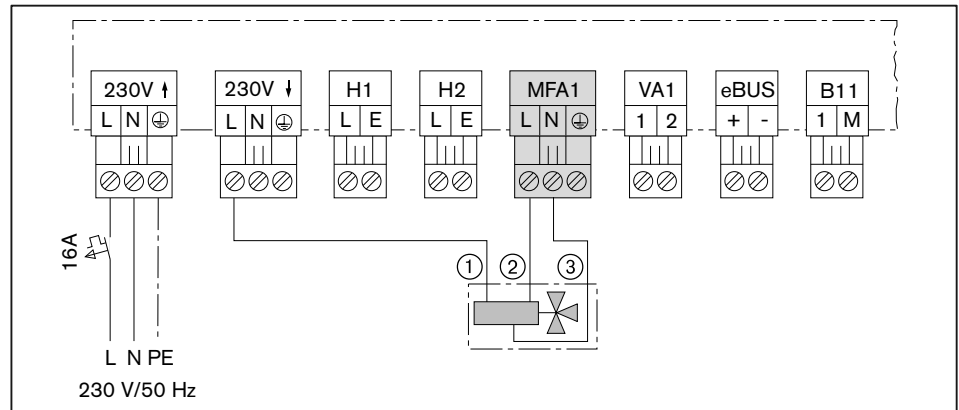 230V ↑ 230V ↓ H1 H2 MFA1 VA1 eBUS B11
L N ⏚ L N ⏚ L E L E L N ⏚ 1 2 + - 1 M
16A
① ② ③
L N PE
230 V/50 Hz